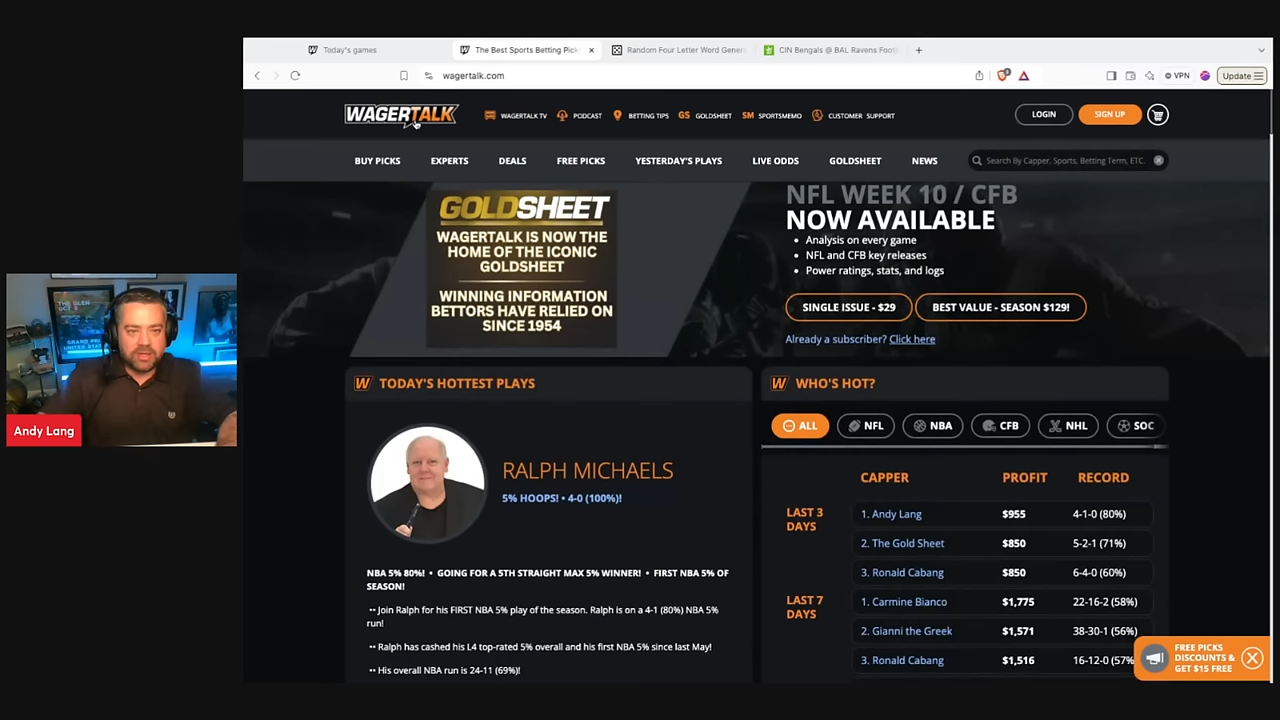 Today's games
The Best Sports Betting Pick
Random Four Letter Word Gener
CIN Bengals @ BAL Ravens Foot
wagertalk.com
VPN
Update
WAGERTALK
WAGERTALK TV
PODCAST
BETTING TIPS
GS GOLDSHEET
SM SPORTSMEMO
CUSTOMER SUPPORT
LOGIN
SIGN UP
BUY PICKS
EXPERTS
DEALS
FREE PICKS
YESTERDAY'S PLAYS
LIVE ODDS
GOLDSHEET
NEWS
Search By Capper, Sports, Betting Term, ETC.
GOLDSHEET
WAGERTALK IS NOW THE
HOME OF THE ICONIC
GOLDSHEET
WINNING INFORMATION
BETTORS HAVE RELIED ON
SINCE 1954
NFL WEEK 10 / CFB
NOW AVAILABLE
• Analysis on every game
• NFL and CFB key releases
• Power ratings, stats, and logs
SINGLE ISSUE - $29
BEST VALUE - SEASON $129!
Already a subscriber? Click here
THE GLEN
GRAND PRI
UNITED STATES
Andy Lang
W TODAY'S HOTTEST PLAYS
RALPH MICHAELS
5% HOOPS! • 4-0 (100%)!
NBA 5% 80%! • GOING FOR A 5TH STRAIGHT MAX 5% WINNER! • FIRST NBA 5% OF
SEASON!
•• Join Ralph for his FIRST NBA 5% play of the season. Ralph is on a 4-1 (80%) NBA 5%
run!
•• Ralph has cashed his L4 top-rated 5% overall and his first NBA 5% since last May!
•• His overall NBA run is 24-11 (69%)!
W WHO'S HOT?
ALL
NFL
NBA
CFB
NHL
SOC
CAPPER PROFIT RECORD
LAST 3
DAYS
1. Andy Lang $955 4-1-0 (80%)
2. The Gold Sheet $850 5-2-1 (71%)
3. Ronald Cabang $850 6-4-0 (60%)
LAST 7
DAYS
1. Carmine Bianco $1,775 22-16-2 (58%)
2. Gianni the Greek $1,571 38-30-1 (56%)
3. Ronald Cabang $1,516 16-12-0 (57%
FREE PICKS
DISCOUNTS &
GET $15 FREE